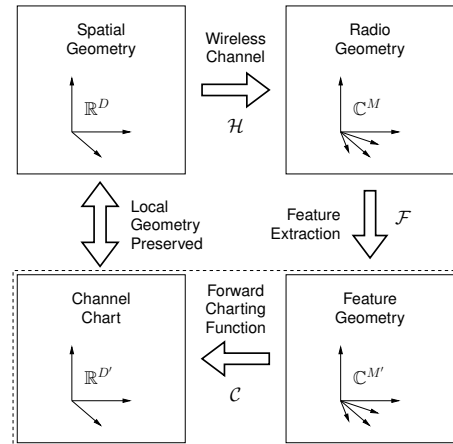 Spatial
Geometry
ℝ^D
Wireless
Channel
ℋ
Radio
Geometry
ℂ^M
Local
Geometry
Preserved
Feature
Extraction
ℱ
Channel
Chart
ℝ^{D′}
Forward
Charting
Function
𝒞
Feature
Geometry
ℂ^{M′}